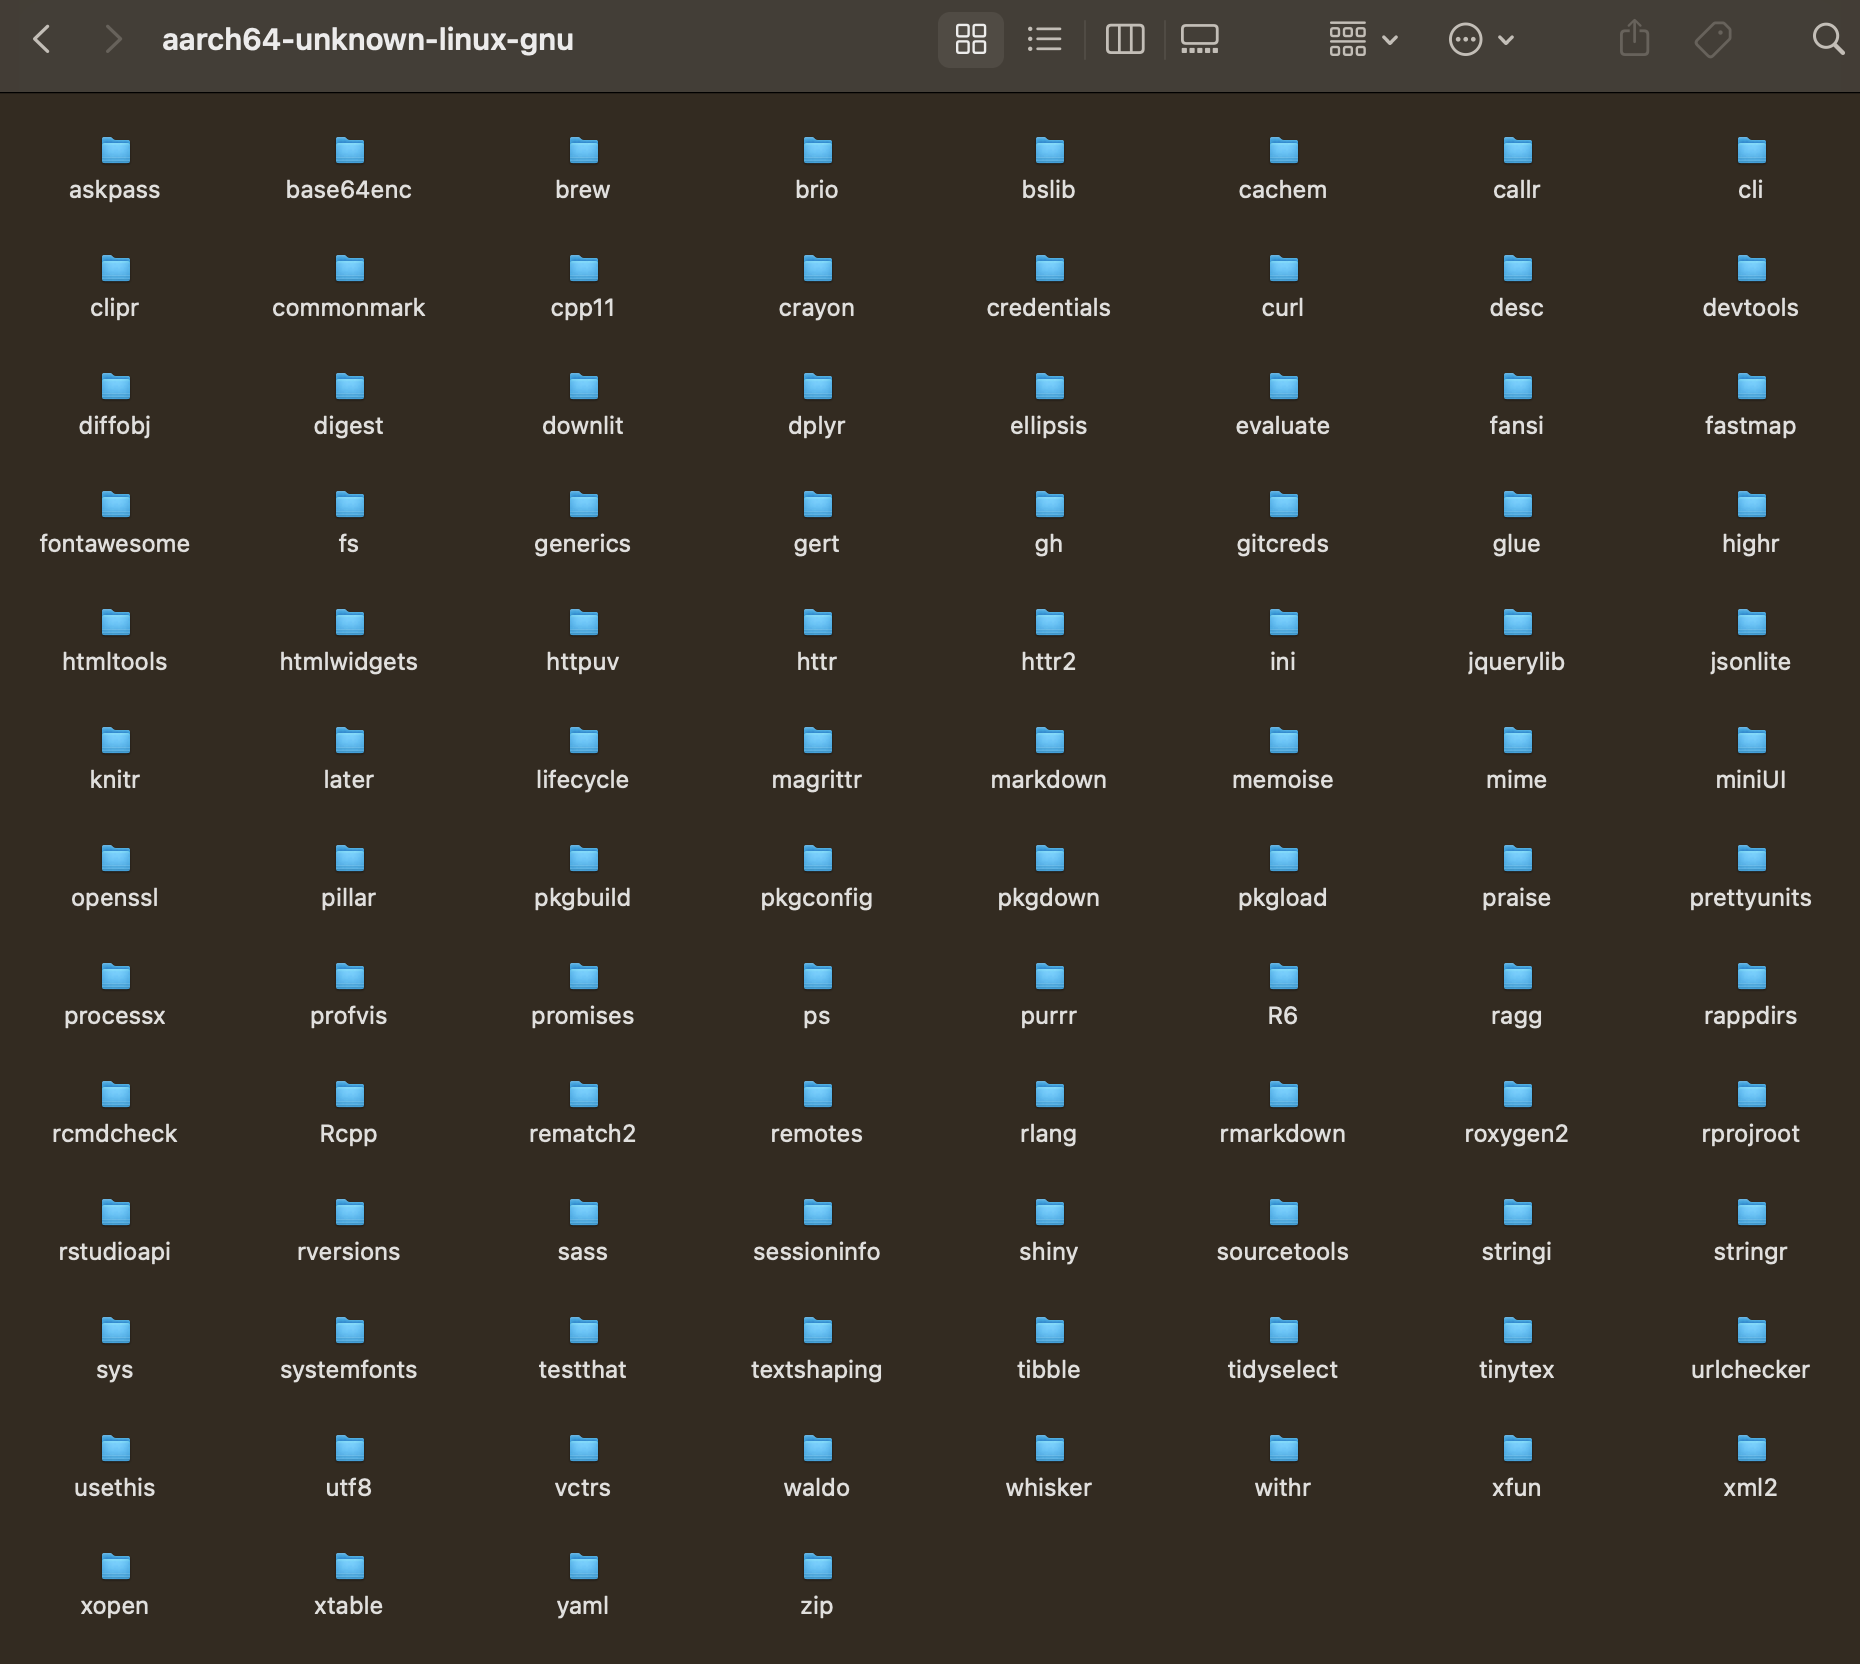 aarch64-unknown-linux-gnu
askpass base64enc brew brio bslib cachem callr cli
clipr commonmark cpp11 crayon credentials curl desc devtools
diffobj digest downlit dplyr ellipsis evaluate fansi fastmap
fontawesome fs generics gert gh gitcreds glue highr
htmltools htmlwidgets httpuv httr httr2 ini jquerylib jsonlite
knitr later lifecycle magrittr markdown memoise mime miniUI
openssl pillar pkgbuild pkgconfig pkgdown pkgload praise prettyunits
processx profvis promises ps purrr R6 ragg rappdirs
rcmdcheck Rcpp rematch2 remotes rlang rmarkdown roxygen2 rprojroot
rstudioapi rversions sass sessioninfo shiny sourcetools stringi stringr
sys systemfonts testthat textshaping tibble tidyselect tinytex urlchecker
usethis utf8 vctrs waldo whisker withr xfun xml2
xopen xtable yaml zip